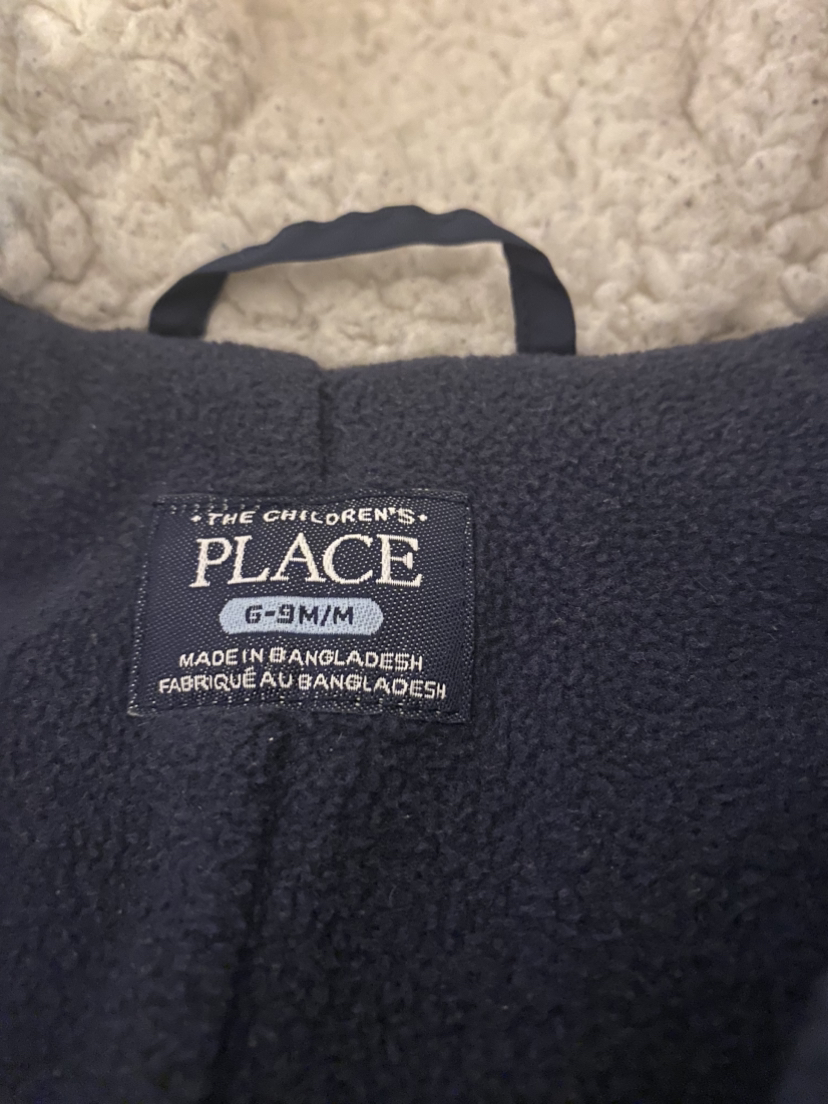 •THE CHILDREN'S•
PLACE
6-9M/M
MADE IN BANGLADESH
FABRIQUÉ AU BANGLADESH